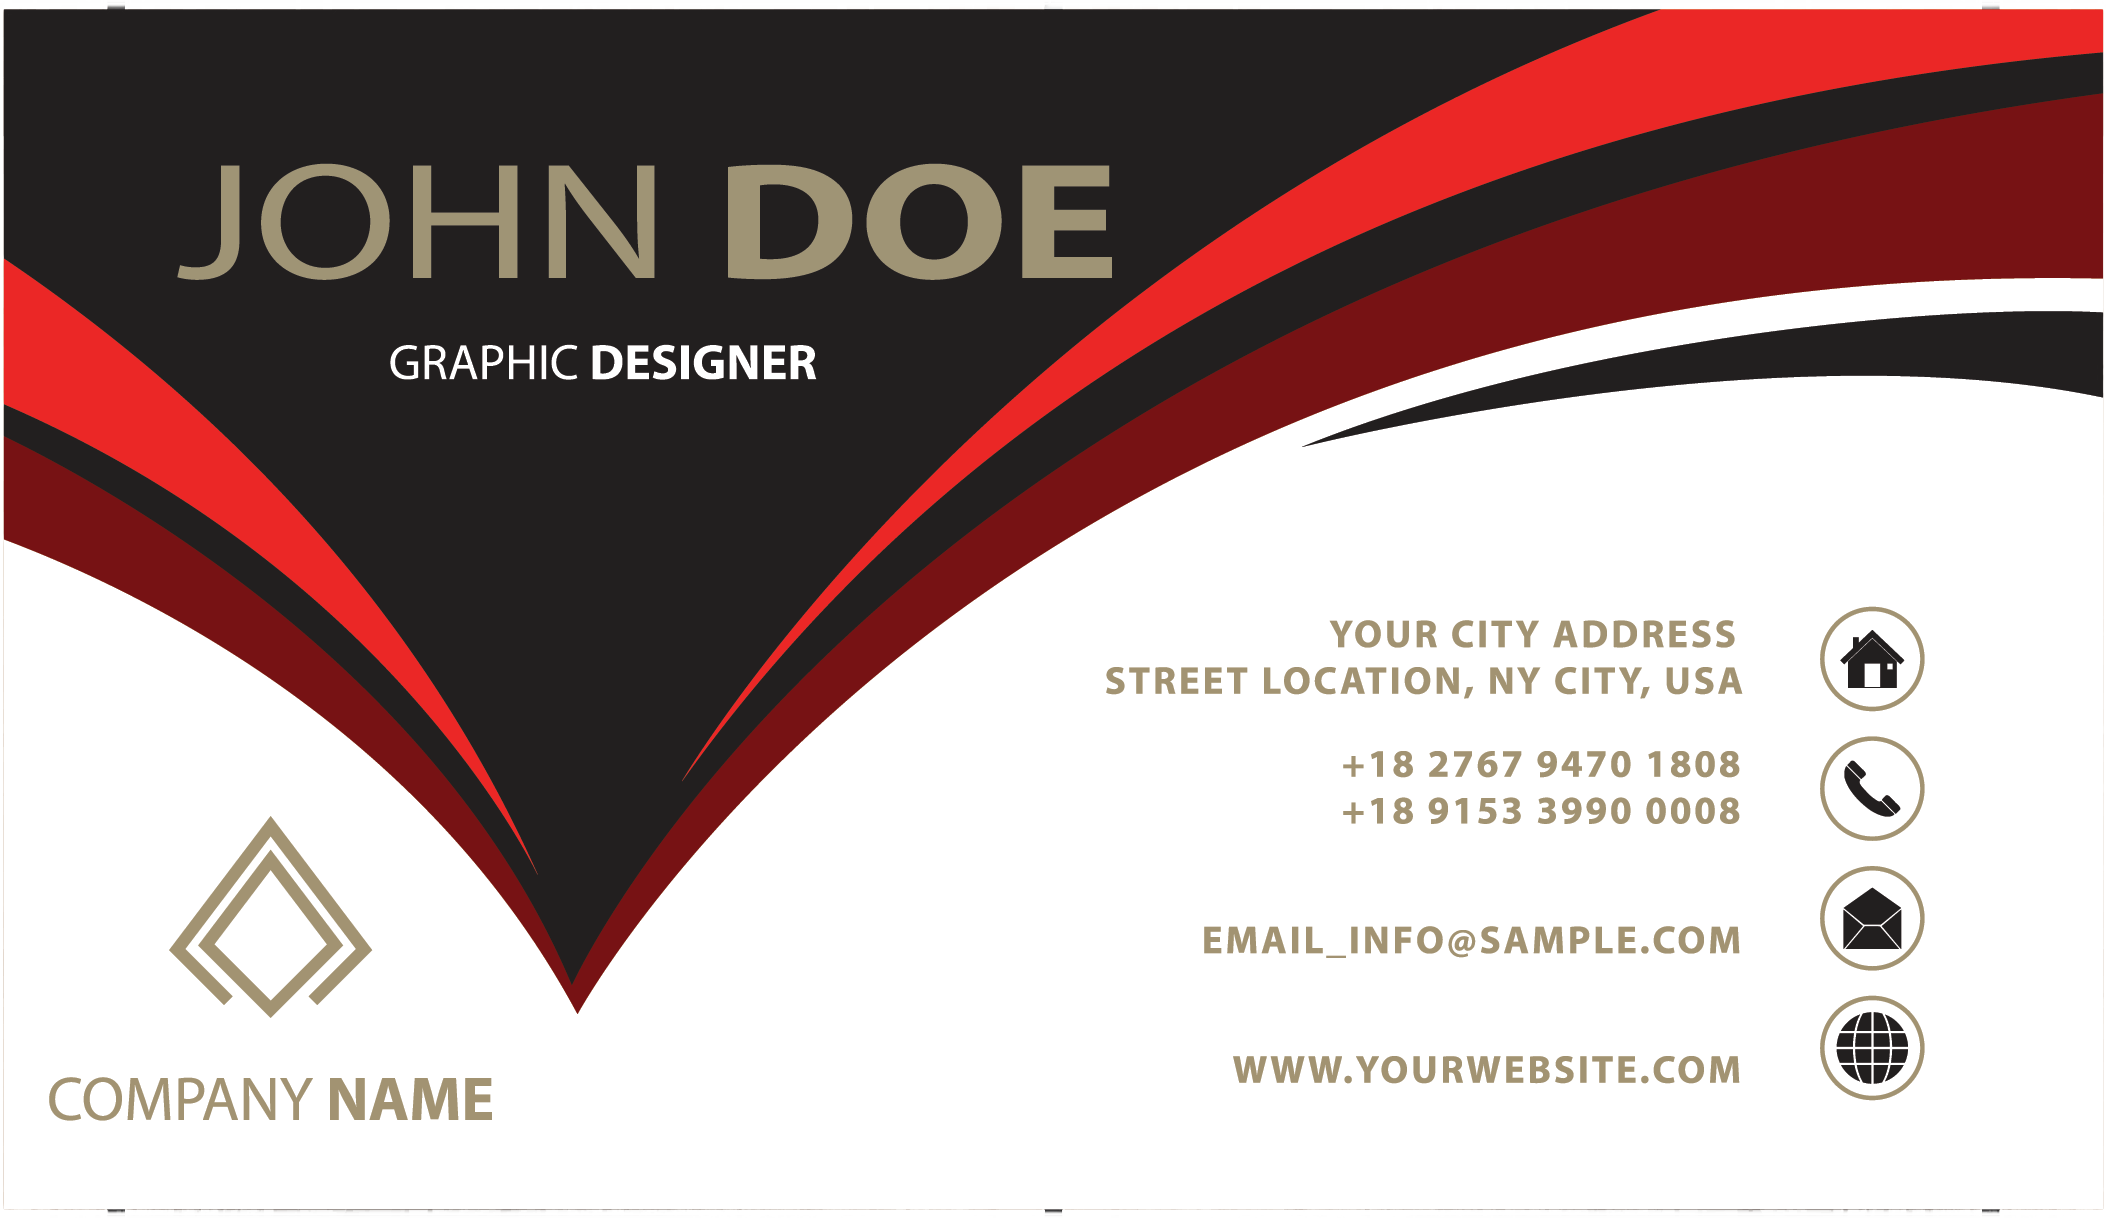 JOHN DOE
GRAPHIC DESIGNER
YOUR CITY ADDRESS
STREET LOCATION, NY CITY, USA
+18 2767 9470 1808
+18 9153 3990 0008
EMAIL_INFO@SAMPLE.COM
WWW.YOURWEBSITE.COM
COMPANY NAME